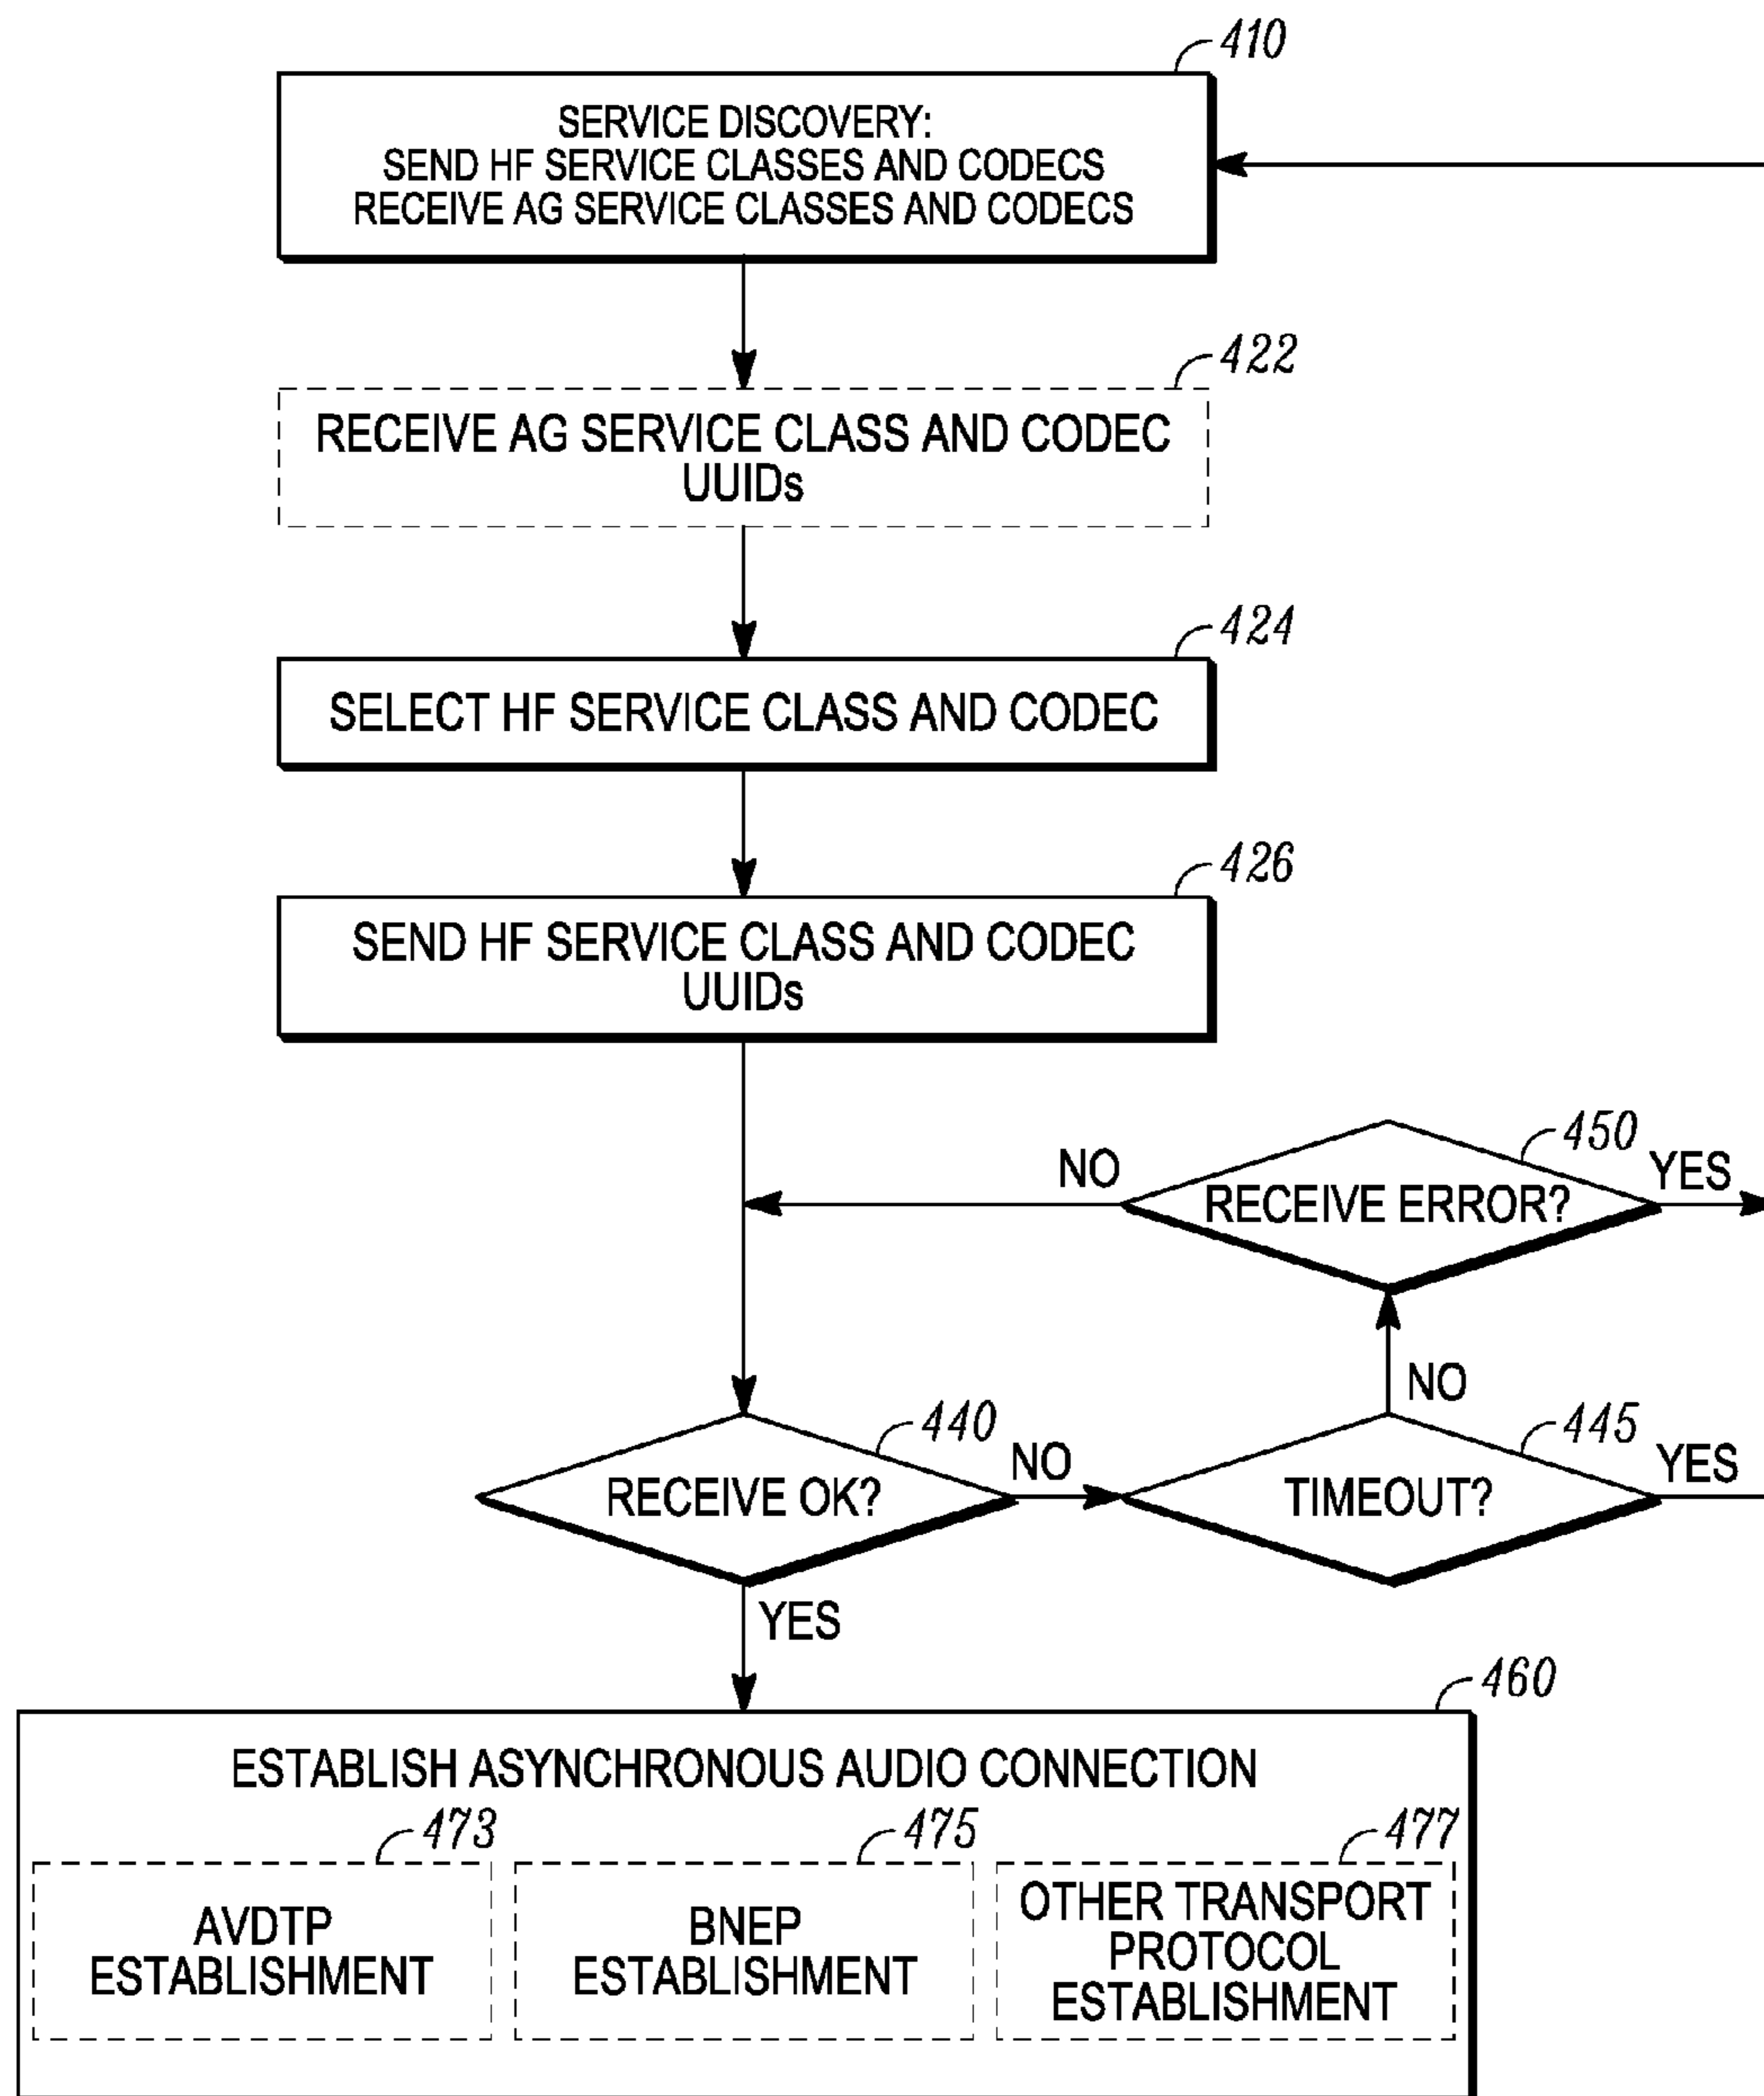 410
SERVICE DISCOVERY:
SEND HF SERVICE CLASSES AND CODECS
RECEIVE AG SERVICE CLASSES AND CODECS
422
RECEIVE AG SERVICE CLASS AND CODEC
UUIDs
424
SELECT HF SERVICE CLASS AND CODEC
426
SEND HF SERVICE CLASS AND CODEC
UUIDs
450
NO
YES
RECEIVE ERROR?
NO
440
445
NO
YES
RECEIVE OK?
TIMEOUT?
YES
460
ESTABLISH ASYNCHRONOUS AUDIO CONNECTION
473
475
477
AVDTP
ESTABLISHMENT
BNEP
ESTABLISHMENT
OTHER TRANSPORT
PROTOCOL
ESTABLISHMENT